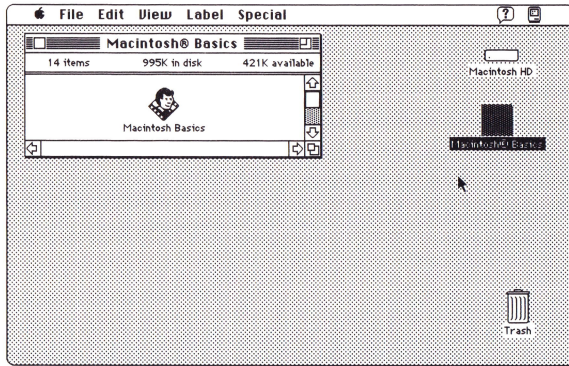 File Edit View Label Special
Macintosh® Basics
14 items 995K in disk 421K available
Macintosh Basics
Macintosh HD
Macintosh® Basics
Trash